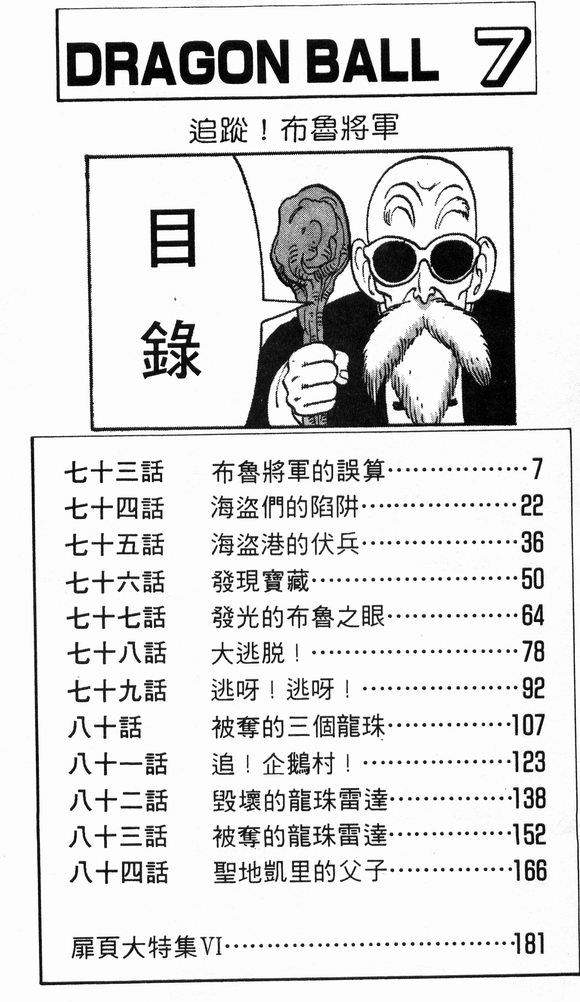 DRAGON BALL 7
追蹤！布魯將軍
目錄
七十三話 布魯將軍的誤算………………7
七十四話 海盜們的陷阱………………22
七十五話 海盜港的伏兵………………36
七十六話 發現寶藏………………50
七十七話 發光的布魯之眼………………64
七十八話 大逃脫！………………78
七十九話 逃呀！逃呀！………………92
八十話 被奪的三個龍珠………………107
八十一話 追！企鵝村！………………123
八十二話 毀壞的龍珠雷達………………138
八十三話 被奪的龍珠雷達………………152
八十四話 聖地凱里的父子………………166
扉頁大特集Ⅵ………………181